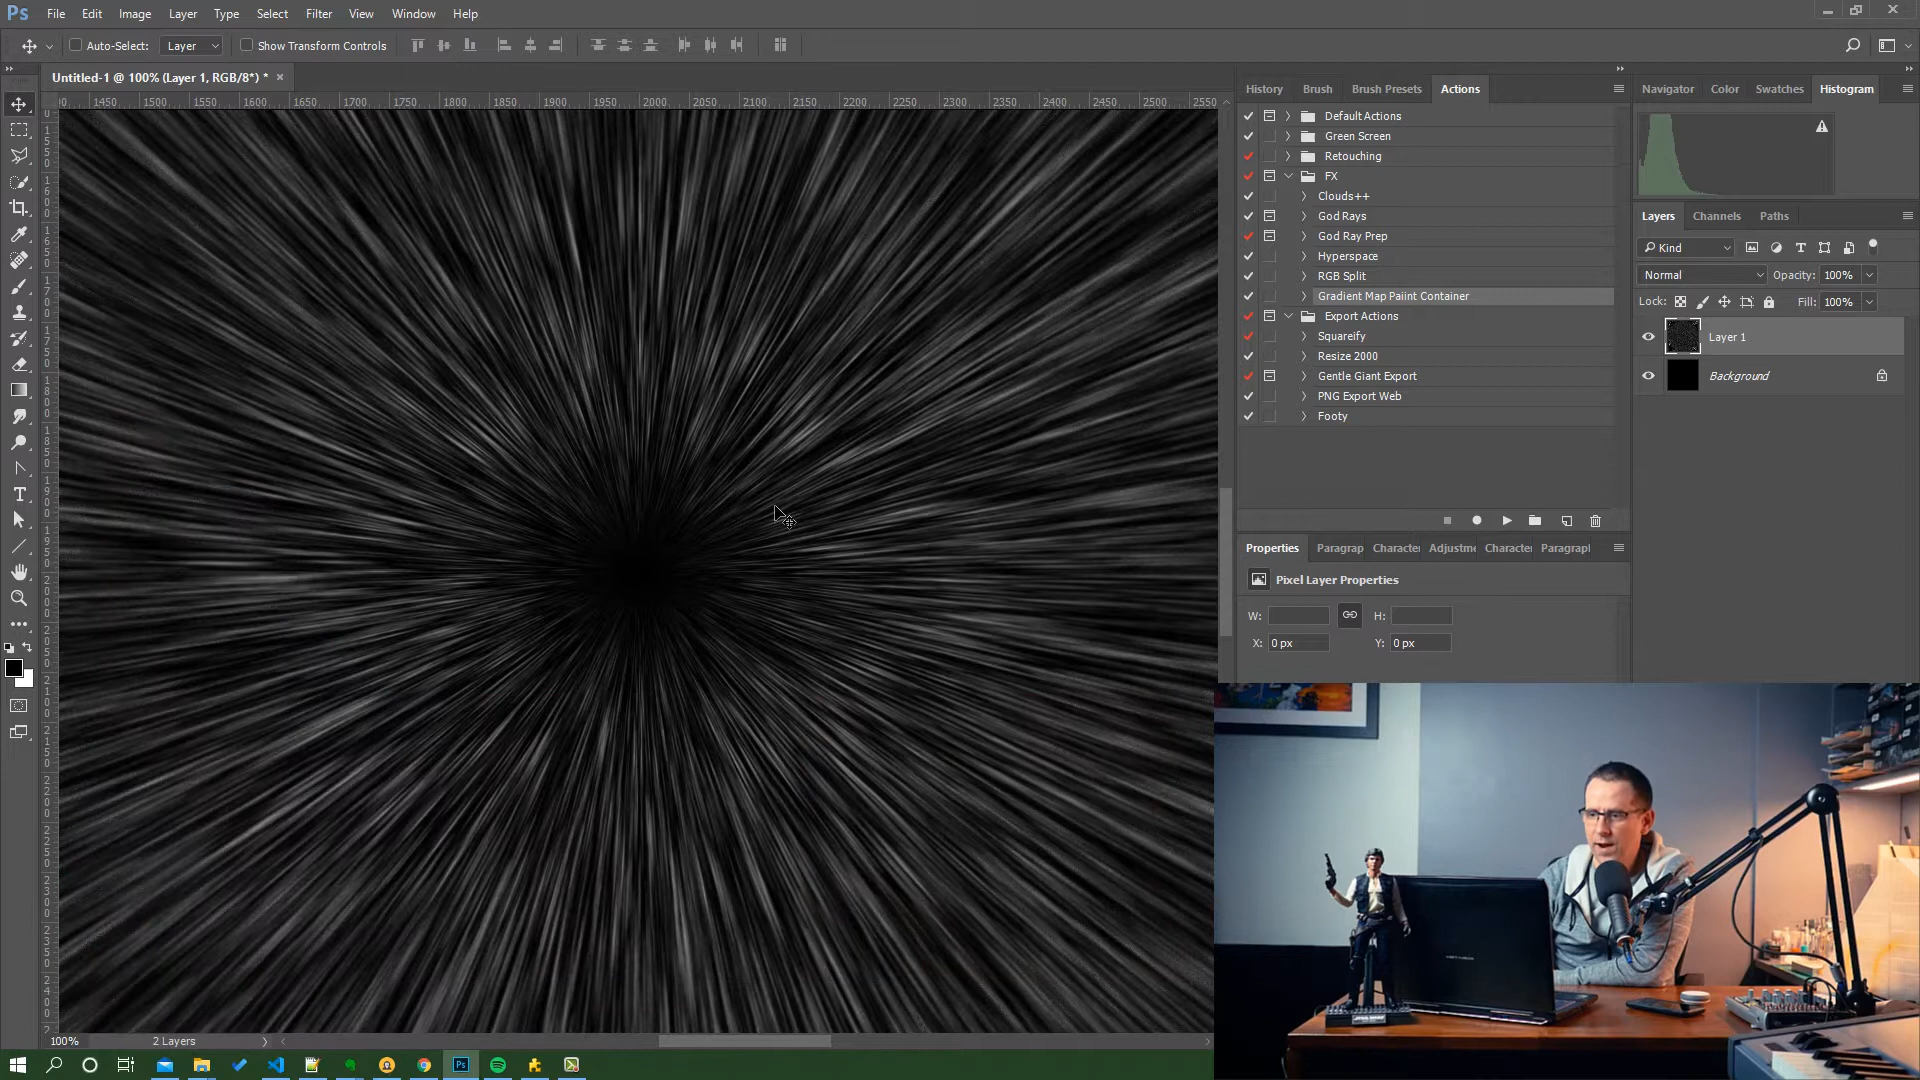 Ps File Edit Image Layer Type Select Filter View Window Help
Auto-Select: Layer Show Transform Controls
Untitled-1 @ 100% (Layer 1, RGB/8*) *
1450 1500 1550 1600 1650 1700 1750 1800 1850 1900 1950 2000 2050 2100 2150 2200 2250 2300 2350 2400 2450 2500 2550
History Brush Brush Presets Actions
Default Actions
Green Screen
Retouching
FX
Clouds++
God Rays
God Ray Prep
Hyperspace
RGB Split
Gradient Map Paiint Container
Export Actions
Squareify
Resize 2000
Gentle Giant Export
PNG Export Web
Footy
Properties Paragrap Character Adjustme Character Paragrapl
Pixel Layer Properties
W: H:
X: 0 px Y: 0 px
Navigator Color Swatches Histogram
Layers Channels Paths
Kind
Normal Opacity: 100%
Lock: Fill: 100%
Layer 1
Background
100% 2 Layers
Ps